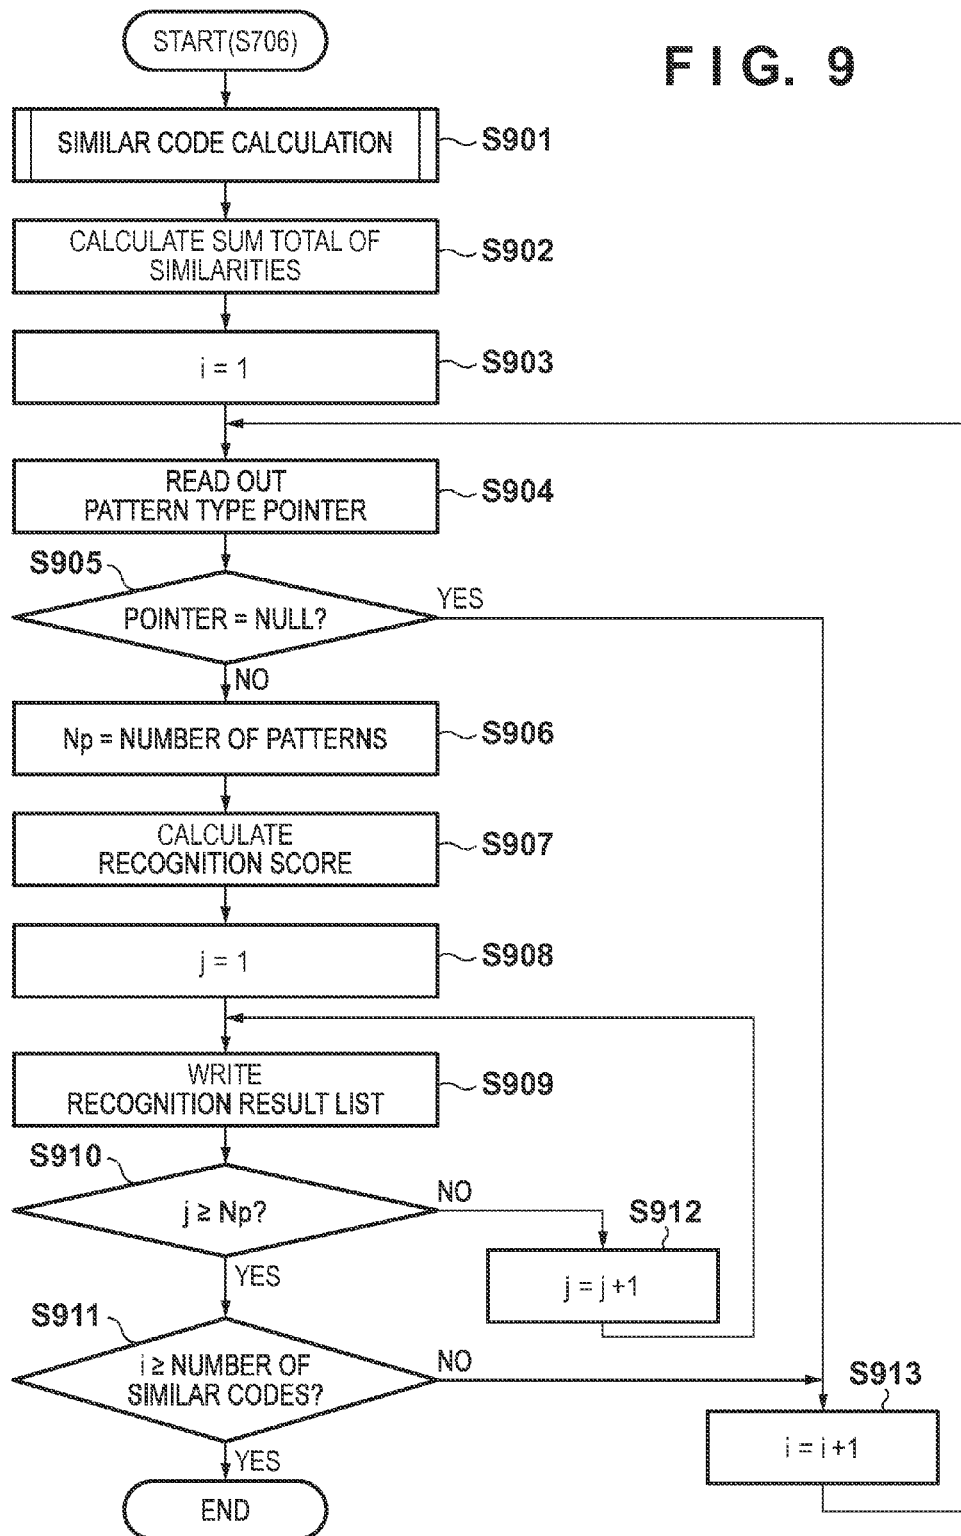 START(S706)
F I G. 9
SIMILAR CODE CALCULATION
S901
CALCULATE SUM TOTAL OF
SIMILARITIES
S902
i = 1
S903
READ OUT
PATTERN TYPE POINTER
S904
S905
POINTER = NULL?
YES
NO
Np = NUMBER OF PATTERNS
S906
CALCULATE
RECOGNITION SCORE
S907
j = 1
S908
WRITE
RECOGNITION RESULT LIST
S909
S910
j ≥ Np?
NO
YES
S912
j = j+1
S911
i ≥ NUMBER OF
SIMILAR CODES?
NO
YES
S913
i = i+1
END